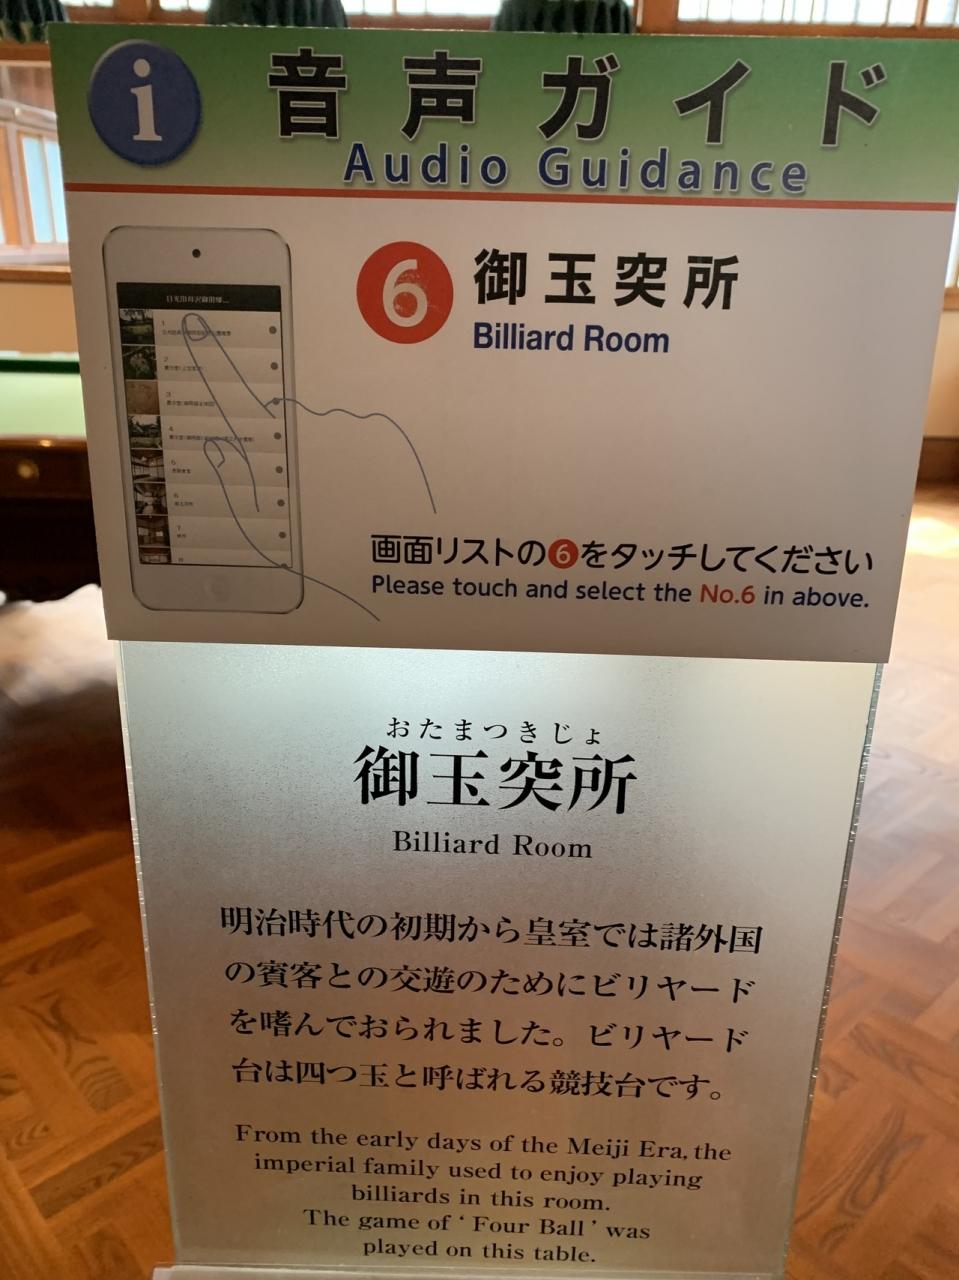 i
音声ガイド
Audio Guidance
6
御玉突所
Billiard Room
1
2
3
4
5
6
7
画面リストの6をタッチしてください
Please touch and select the No.6 in above.
おたまつきじょ
御玉突所
Billiard Room
明治時代の初期から皇室では諸外国
の賓客との交遊のためにビリヤード
を嗜んでおられました。ビリヤード
台は四つ玉と呼ばれる競技台です。
From the early days of the Meiji Era, the
imperial family used to enjoy playing
billiards in this room.
The game of ‘Four Ball’ was
played on this table.